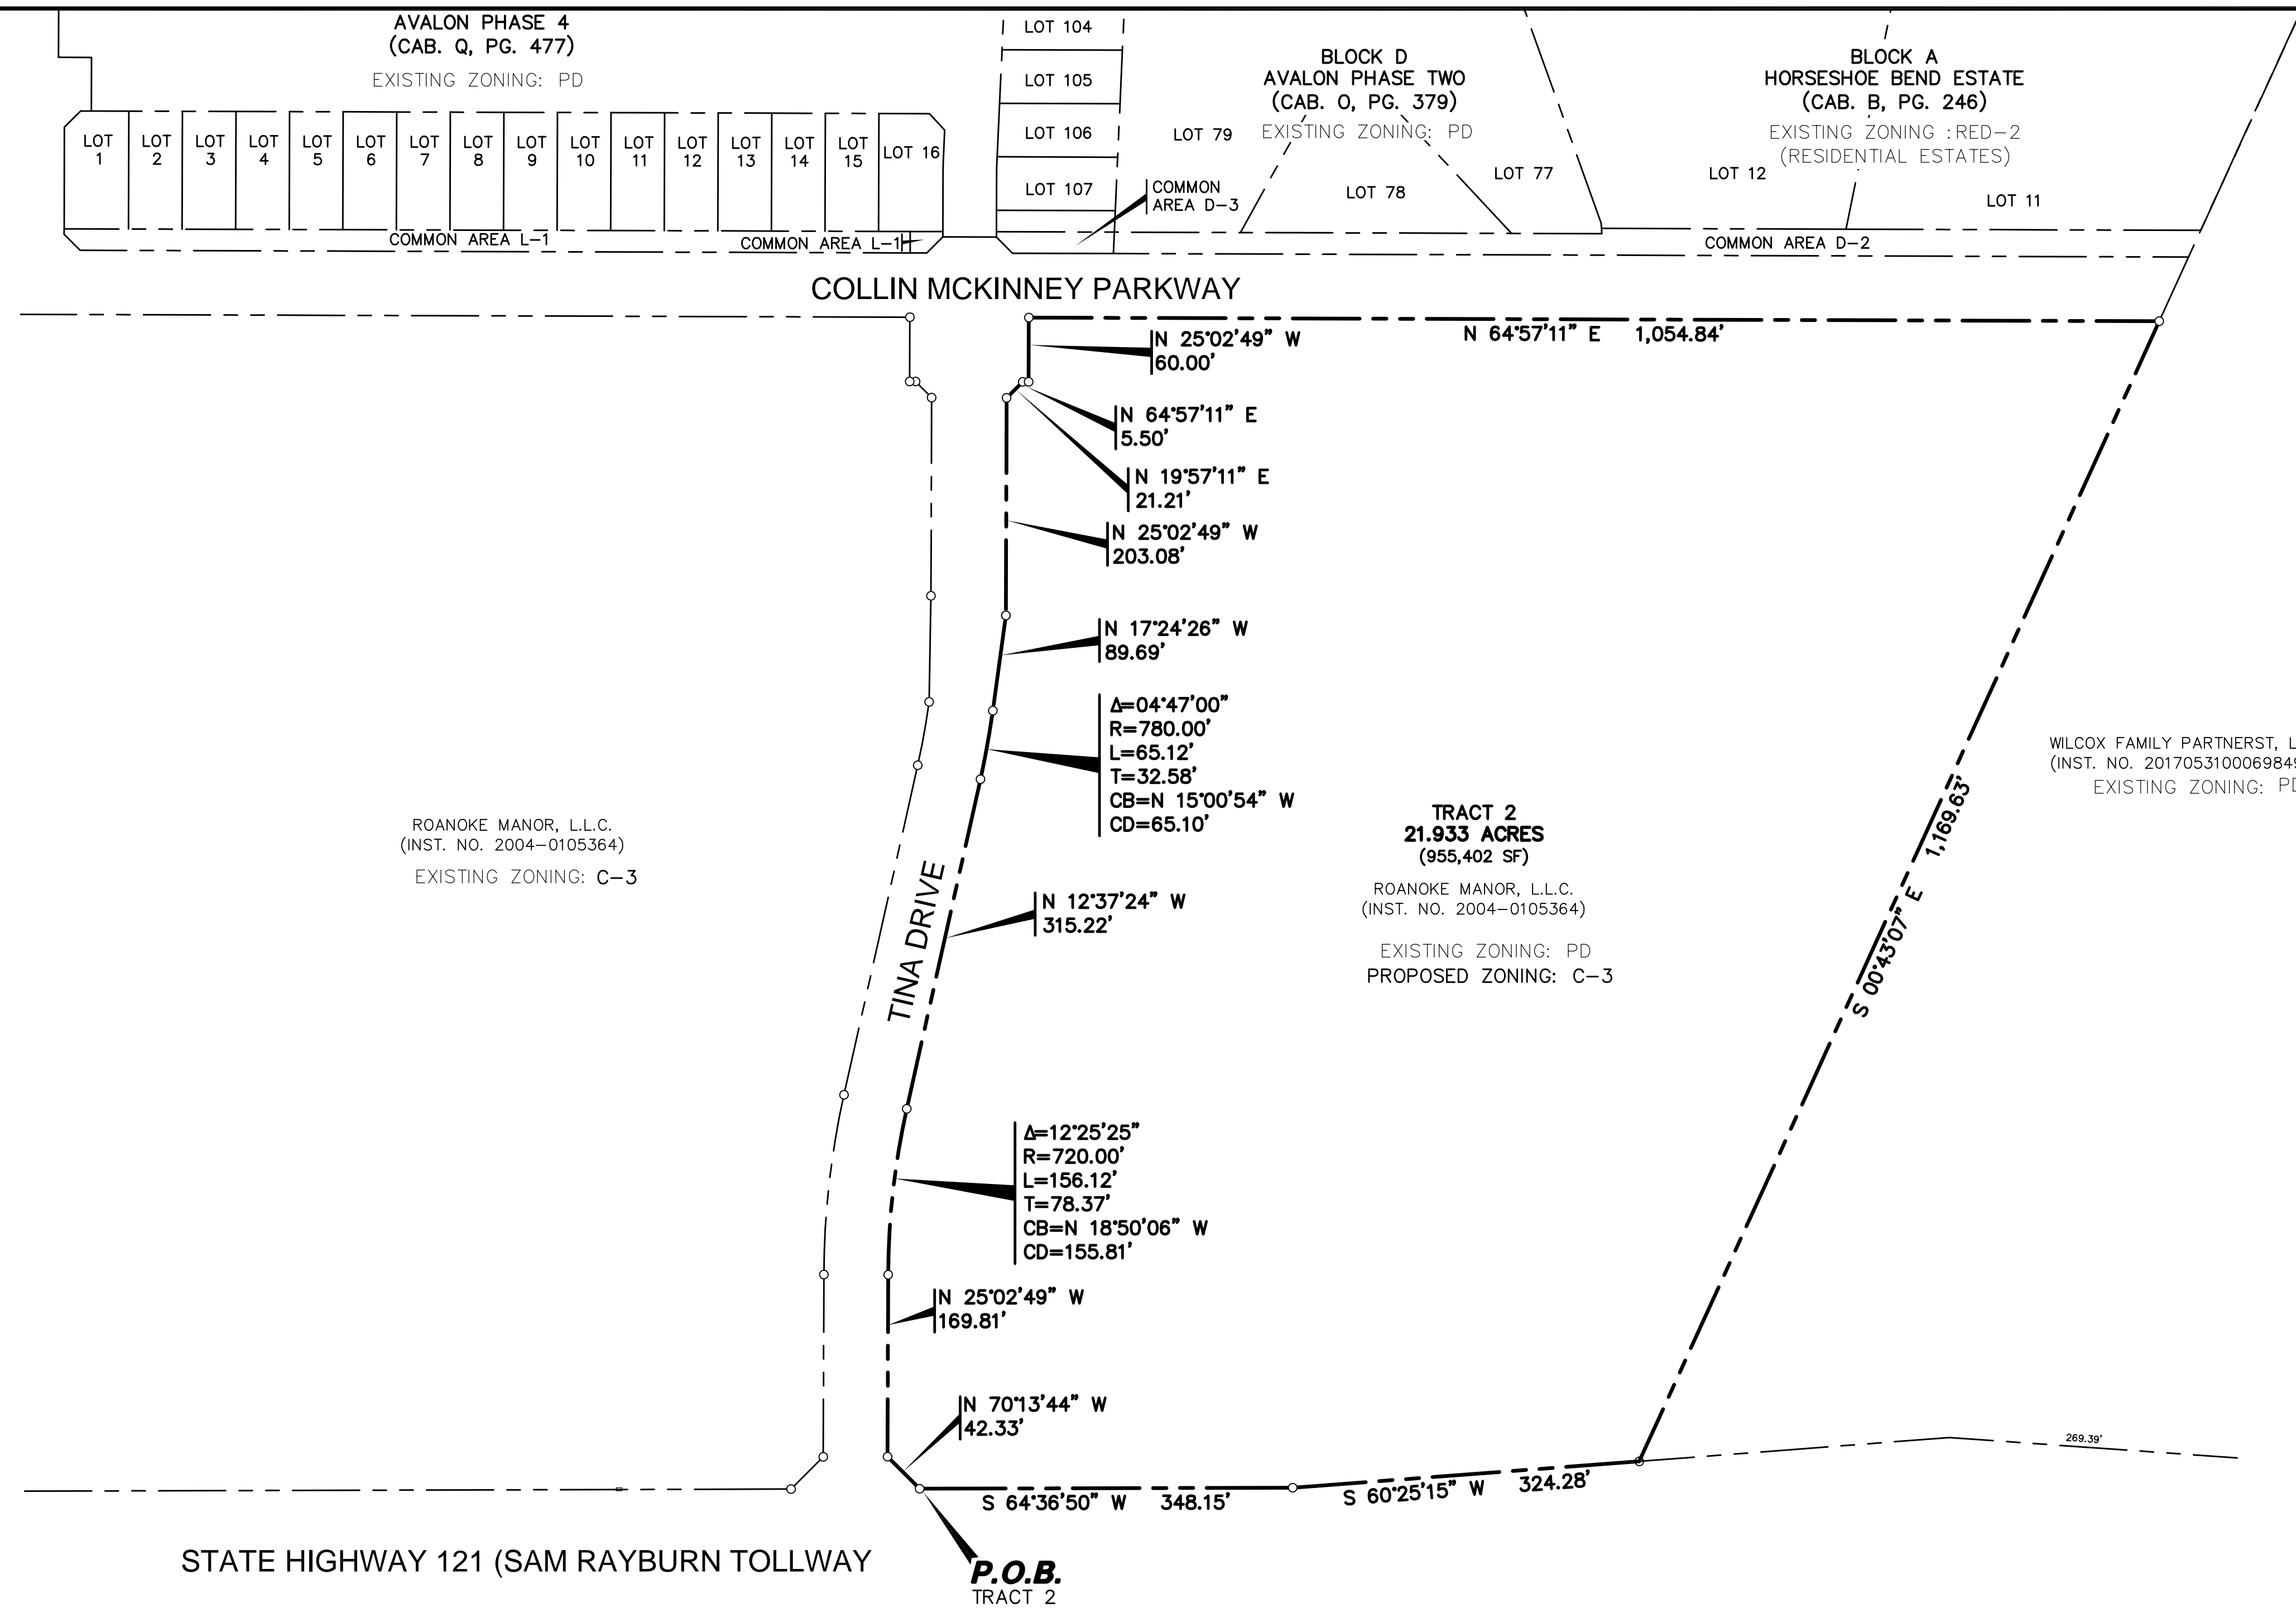 AVALON PHASE 4
(CAB. Q, PG. 477)
EXISTING ZONING: PD
LOT 104
LOT 105
LOT 106
LOT 107
BLOCK D
AVALON PHASE TWO
(CAB. O, PG. 379)
EXISTING ZONING: PD
BLOCK A
HORSESHOE BEND ESTATE
(CAB. B, PG. 246)
EXISTING ZONING :RED-2
(RESIDENTIAL ESTATES)
LOT 1
LOT 2
LOT 3
LOT 4
LOT 5
LOT 6
LOT 7
LOT 8
LOT 9
LOT 10
LOT 11
LOT 12
LOT 13
LOT 14
LOT 15
LOT 16
LOT 79
LOT 78
LOT 77
LOT 12
LOT 11
COMMON
AREA D-3
COMMON AREA L-1
COMMON AREA L-1
COMMON AREA D-2
COLLIN MCKINNEY PARKWAY
N 64°57'11" E 1,054.84'
N 25°02'49" W
60.00'
N 64°57'11" E
5.50'
N 19°57'11" E
21.21'
N 25°02'49" W
203.08'
N 17°24'26" W
89.69'
Δ=04°47'00"
R=780.00'
L=65.12'
T=32.58'
CB=N 15°00'54" W
CD=65.10'
N 12°37'24" W
315.22'
TINA DRIVE
Δ=12°25'25"
R=720.00'
L=156.12'
T=78.37'
CB=N 18°50'06" W
CD=155.81'
N 25°02'49" W
169.81'
N 70°13'44" W
42.33'
ROANOKE MANOR, L.L.C.
(INST. NO. 2004-0105364)
EXISTING ZONING: C-3
TRACT 2
21.933 ACRES
(955,402 SF)
ROANOKE MANOR, L.L.C.
(INST. NO. 2004-0105364)
EXISTING ZONING: PD
PROPOSED ZONING: C-3
S 00°43'07" E 1,169.63'
WILCOX FAMILY PARTNERST, L
(INST. NO. 2017053100069849
EXISTING ZONING: PD
269.39'
S 64°36'50" W 348.15'
S 60°25'15" W 324.28'
STATE HIGHWAY 121 (SAM RAYBURN TOLLWAY
P.O.B.
TRACT 2